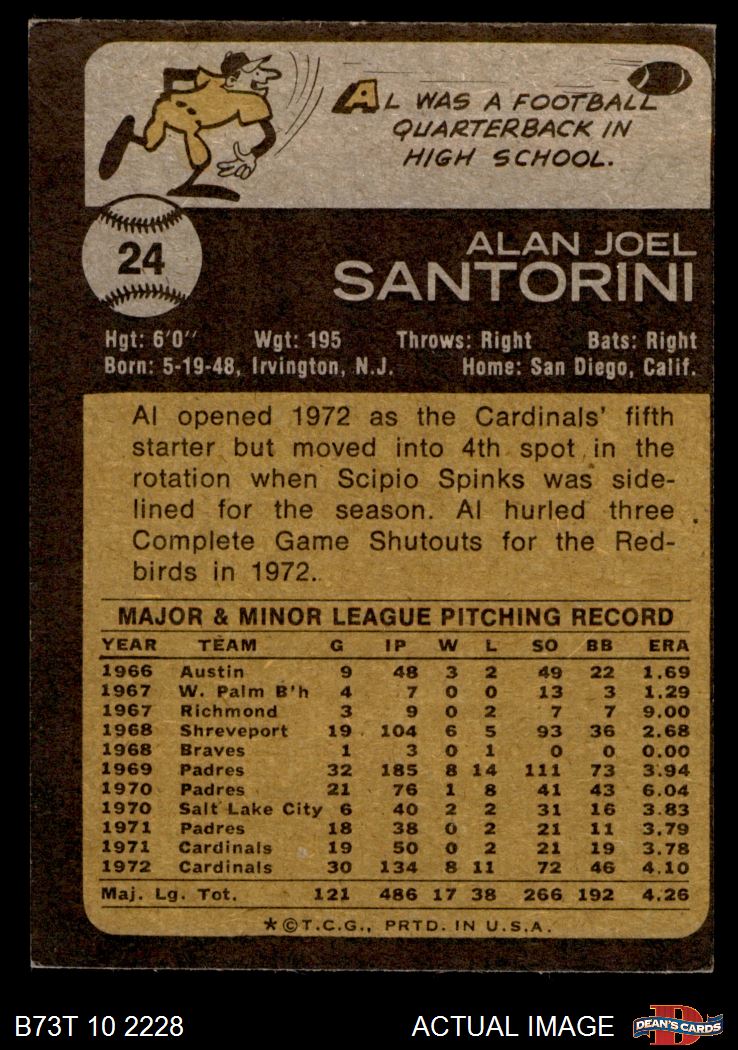 AL WAS A FOOTBALL
QUARTERBACK IN
HIGH SCHOOL.
24
ALAN JOEL
SANTORINI
Hgt: 6'0" Wgt: 195 Throws: Right Bats: Right
Born: 5-19-48, Irvington, N.J. Home: San Diego, Calif.
Al opened 1972 as the Cardinals' fifth
starter but moved into 4th spot in the
rotation when Scipio Spinks was side-
lined for the season. Al hurled three
Complete Game Shutouts for the Red-
birds in 1972.
MAJOR & MINOR LEAGUE PITCHING RECORD
YEAR TEAM G IP W L SO BB ERA
1966 Austin 9 48 3 2 49 22 1.69
1967 W. Palm B'h 4 7 0 0 13 3 1.29
1967 Richmond 3 9 0 2 7 7 9.00
1968 Shreveport 19 104 6 5 93 36 2.68
1968 Braves 1 3 0 1 0 0 0.00
1969 Padres 32 185 8 14 111 73 3.94
1970 Padres 21 76 1 8 41 43 6.04
1970 Salt Lake City 6 40 2 2 31 16 3.83
1971 Padres 18 38 0 2 21 11 3.79
1971 Cardinals 19 50 0 2 21 19 3.78
1972 Cardinals 30 134 8 11 72 46 4.10
Maj. Lg. Tot. 121 486 17 38 266 192 4.26
*©T.C.G., PRTD. IN U.S.A.
B73T 10 2228 ACTUAL IMAGE
D
DEAN'S CARDS